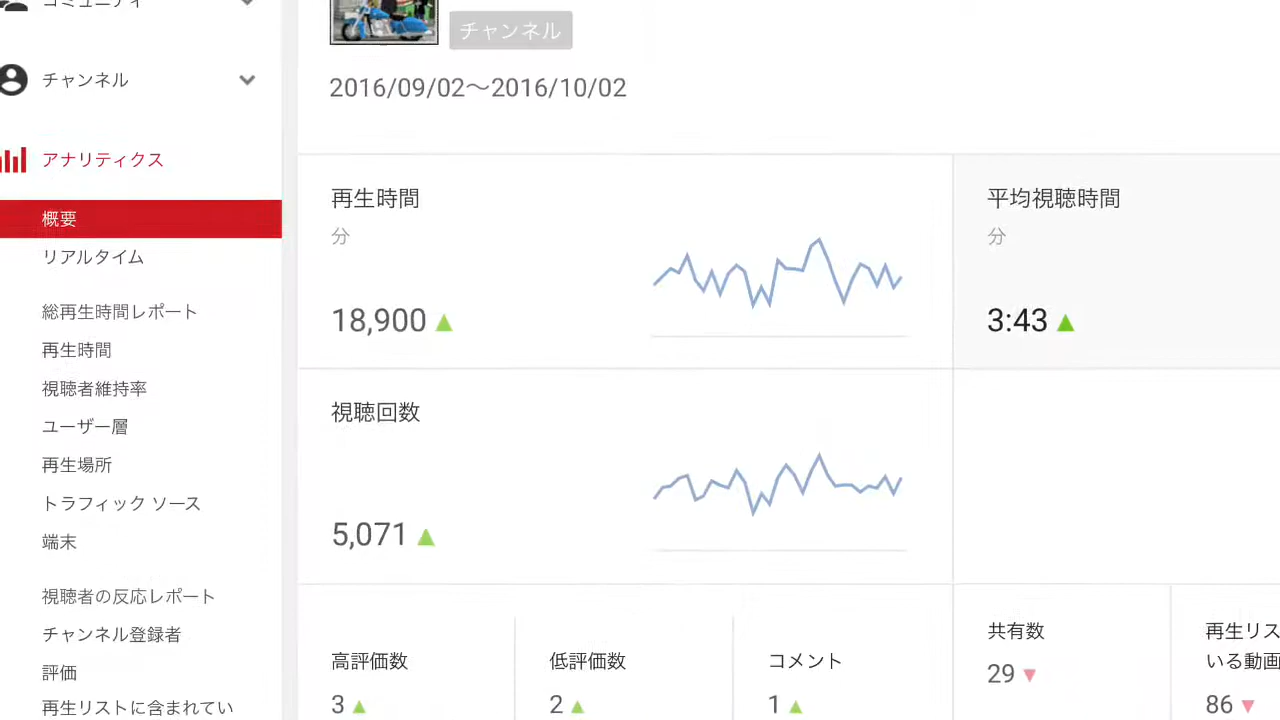 コミュニティ
チャンネル
アナリティクス
概要
リアルタイム
総再生時間レポート
再生時間
視聴者維持率
ユーザー層
再生場所
トラフィック ソース
端末
視聴者の反応レポート
チャンネル登録者
評価
再生リストに含まれてい
チャンネル
2016/09/02～2016/10/02
再生時間
分
18,900
平均視聴時間
分
3:43
視聴回数
5,071
高評価数
3
低評価数
2
コメント
1
共有数
29
再生リス
いる動画
86